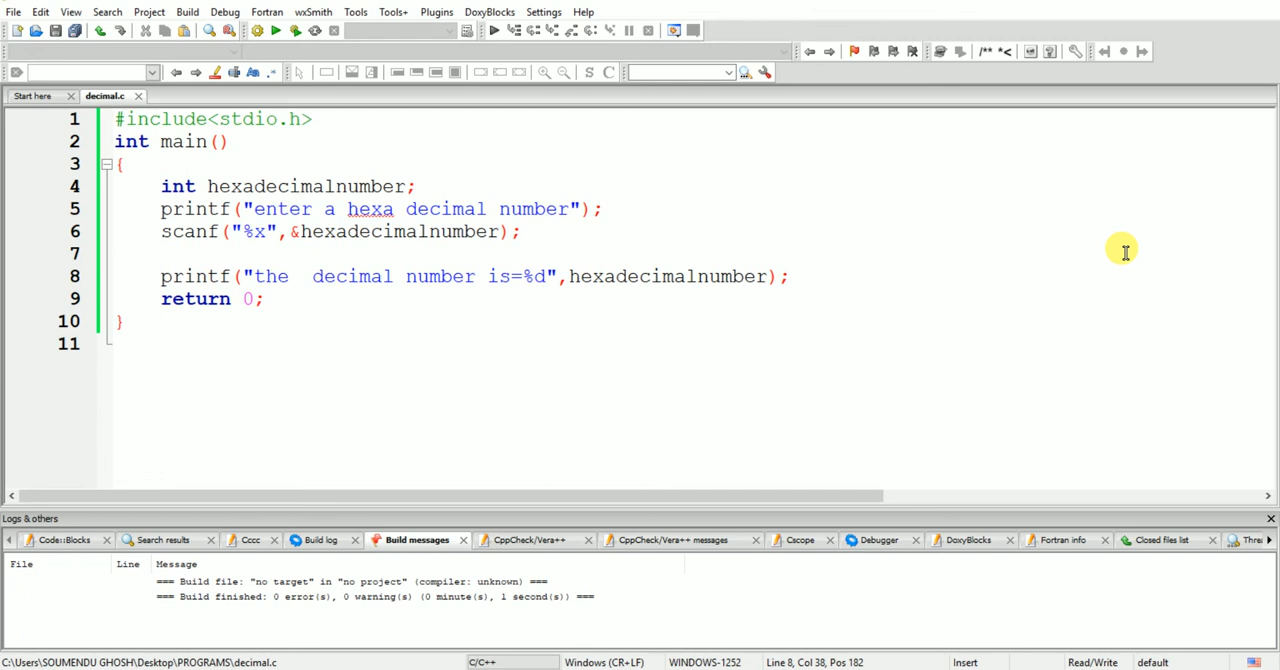 File Edit View Search Project Build Debug Fortran wxSmith Tools Tools+ Plugins DoxyBlocks Settings Help
/** *<
S C
Start here decimal.c
1 #include<stdio.h>
2 int main()
3 {
4 int hexadecimalnumber;
5 printf("enter a hexa decimal number");
6 scanf("%x",&hexadecimalnumber);
7
8 printf("the  decimal number is=%d",hexadecimalnumber);
9 return 0;
10 }
11
Logs & others
Code::Blocks Search results Cccc Build log Build messages CppCheck/Vera++ CppCheck/Vera++ messages Cscope Debugger DoxyBlocks Fortran info Closed files list Thre
File Line Message
=== Build file: "no target" in "no project" (compiler: unknown) ===
=== Build finished: 0 error(s), 0 warning(s) (0 minute(s), 1 second(s)) ===
C:\Users\SOUMENDU GHOSH\Desktop\PROGRAMS\decimal.c C/C++ Windows (CR+LF) WINDOWS-1252 Line 8, Col 38, Pos 182 Insert Read/Write default